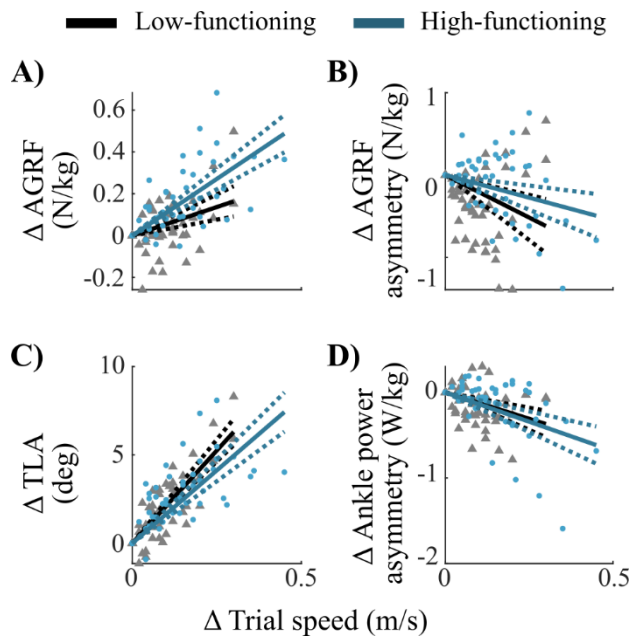 Low-functioning High-functioning
A)
Δ AGRF
(N/kg)
0.6
0.4
0.2
0
-0.2
B)
Δ AGRF
asymmetry (N/kg)
1
0
-1
C)
Δ TLA
(deg)
10
5
0
0
0.5
D)
Δ Ankle power
asymmetry (W/kg)
0
-1
-2
0
0.5
Δ Trial speed (m/s)